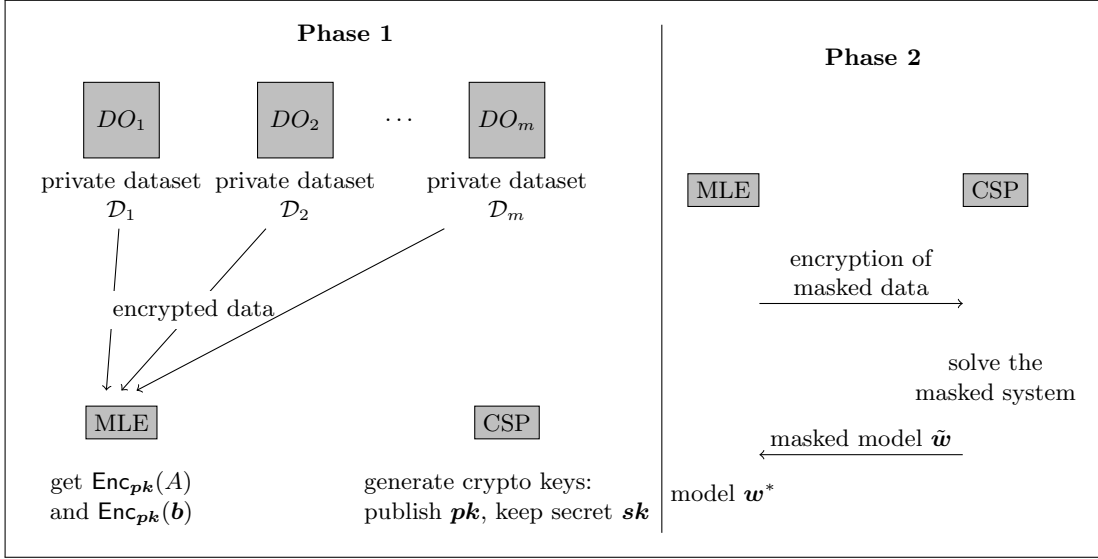 Phase 1
DO₁ DO₂ ⋯ DOₘ
private dataset private dataset private dataset
𝒟₁ 𝒟₂ 𝒟ₘ
encrypted data
MLE CSP
get Enc_pk(A)
and Enc_pk(b)
generate crypto keys:
publish pk, keep secret sk
Phase 2
MLE CSP
encryption of
masked data
solve the
masked system
masked model w̃
model w*